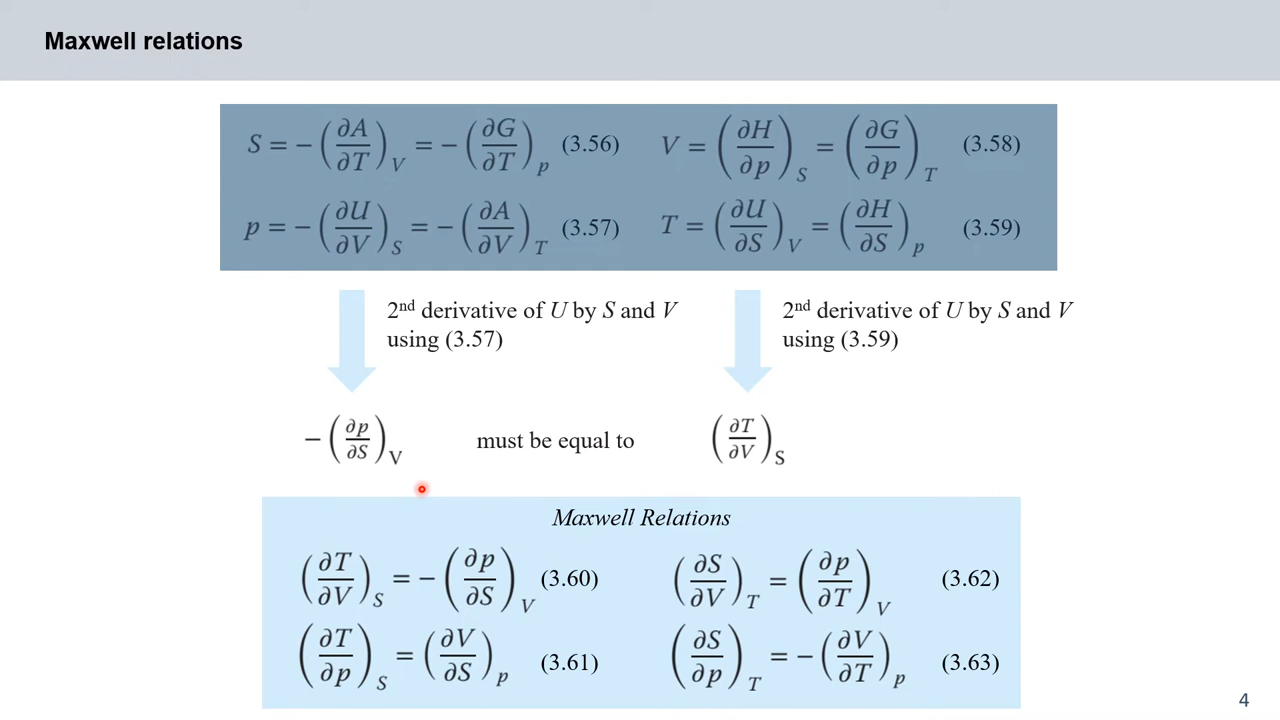 Maxwell relations
S = −(∂A/∂T)_V = −(∂G/∂T)_p (3.56) V = (∂H/∂p)_S = (∂G/∂p)_T (3.58)
p = −(∂U/∂V)_S = −(∂A/∂V)_T (3.57) T = (∂U/∂S)_V = (∂H/∂S)_p (3.59)
2nd derivative of U by S and V
using (3.57)
2nd derivative of U by S and V
using (3.59)
−(∂p/∂S)_V must be equal to (∂T/∂V)_S
Maxwell Relations
(∂T/∂V)_S = −(∂p/∂S)_V (3.60) (∂S/∂V)_T = (∂p/∂T)_V (3.62)
(∂T/∂p)_S = (∂V/∂S)_p (3.61) (∂S/∂p)_T = −(∂V/∂T)_p (3.63)
4